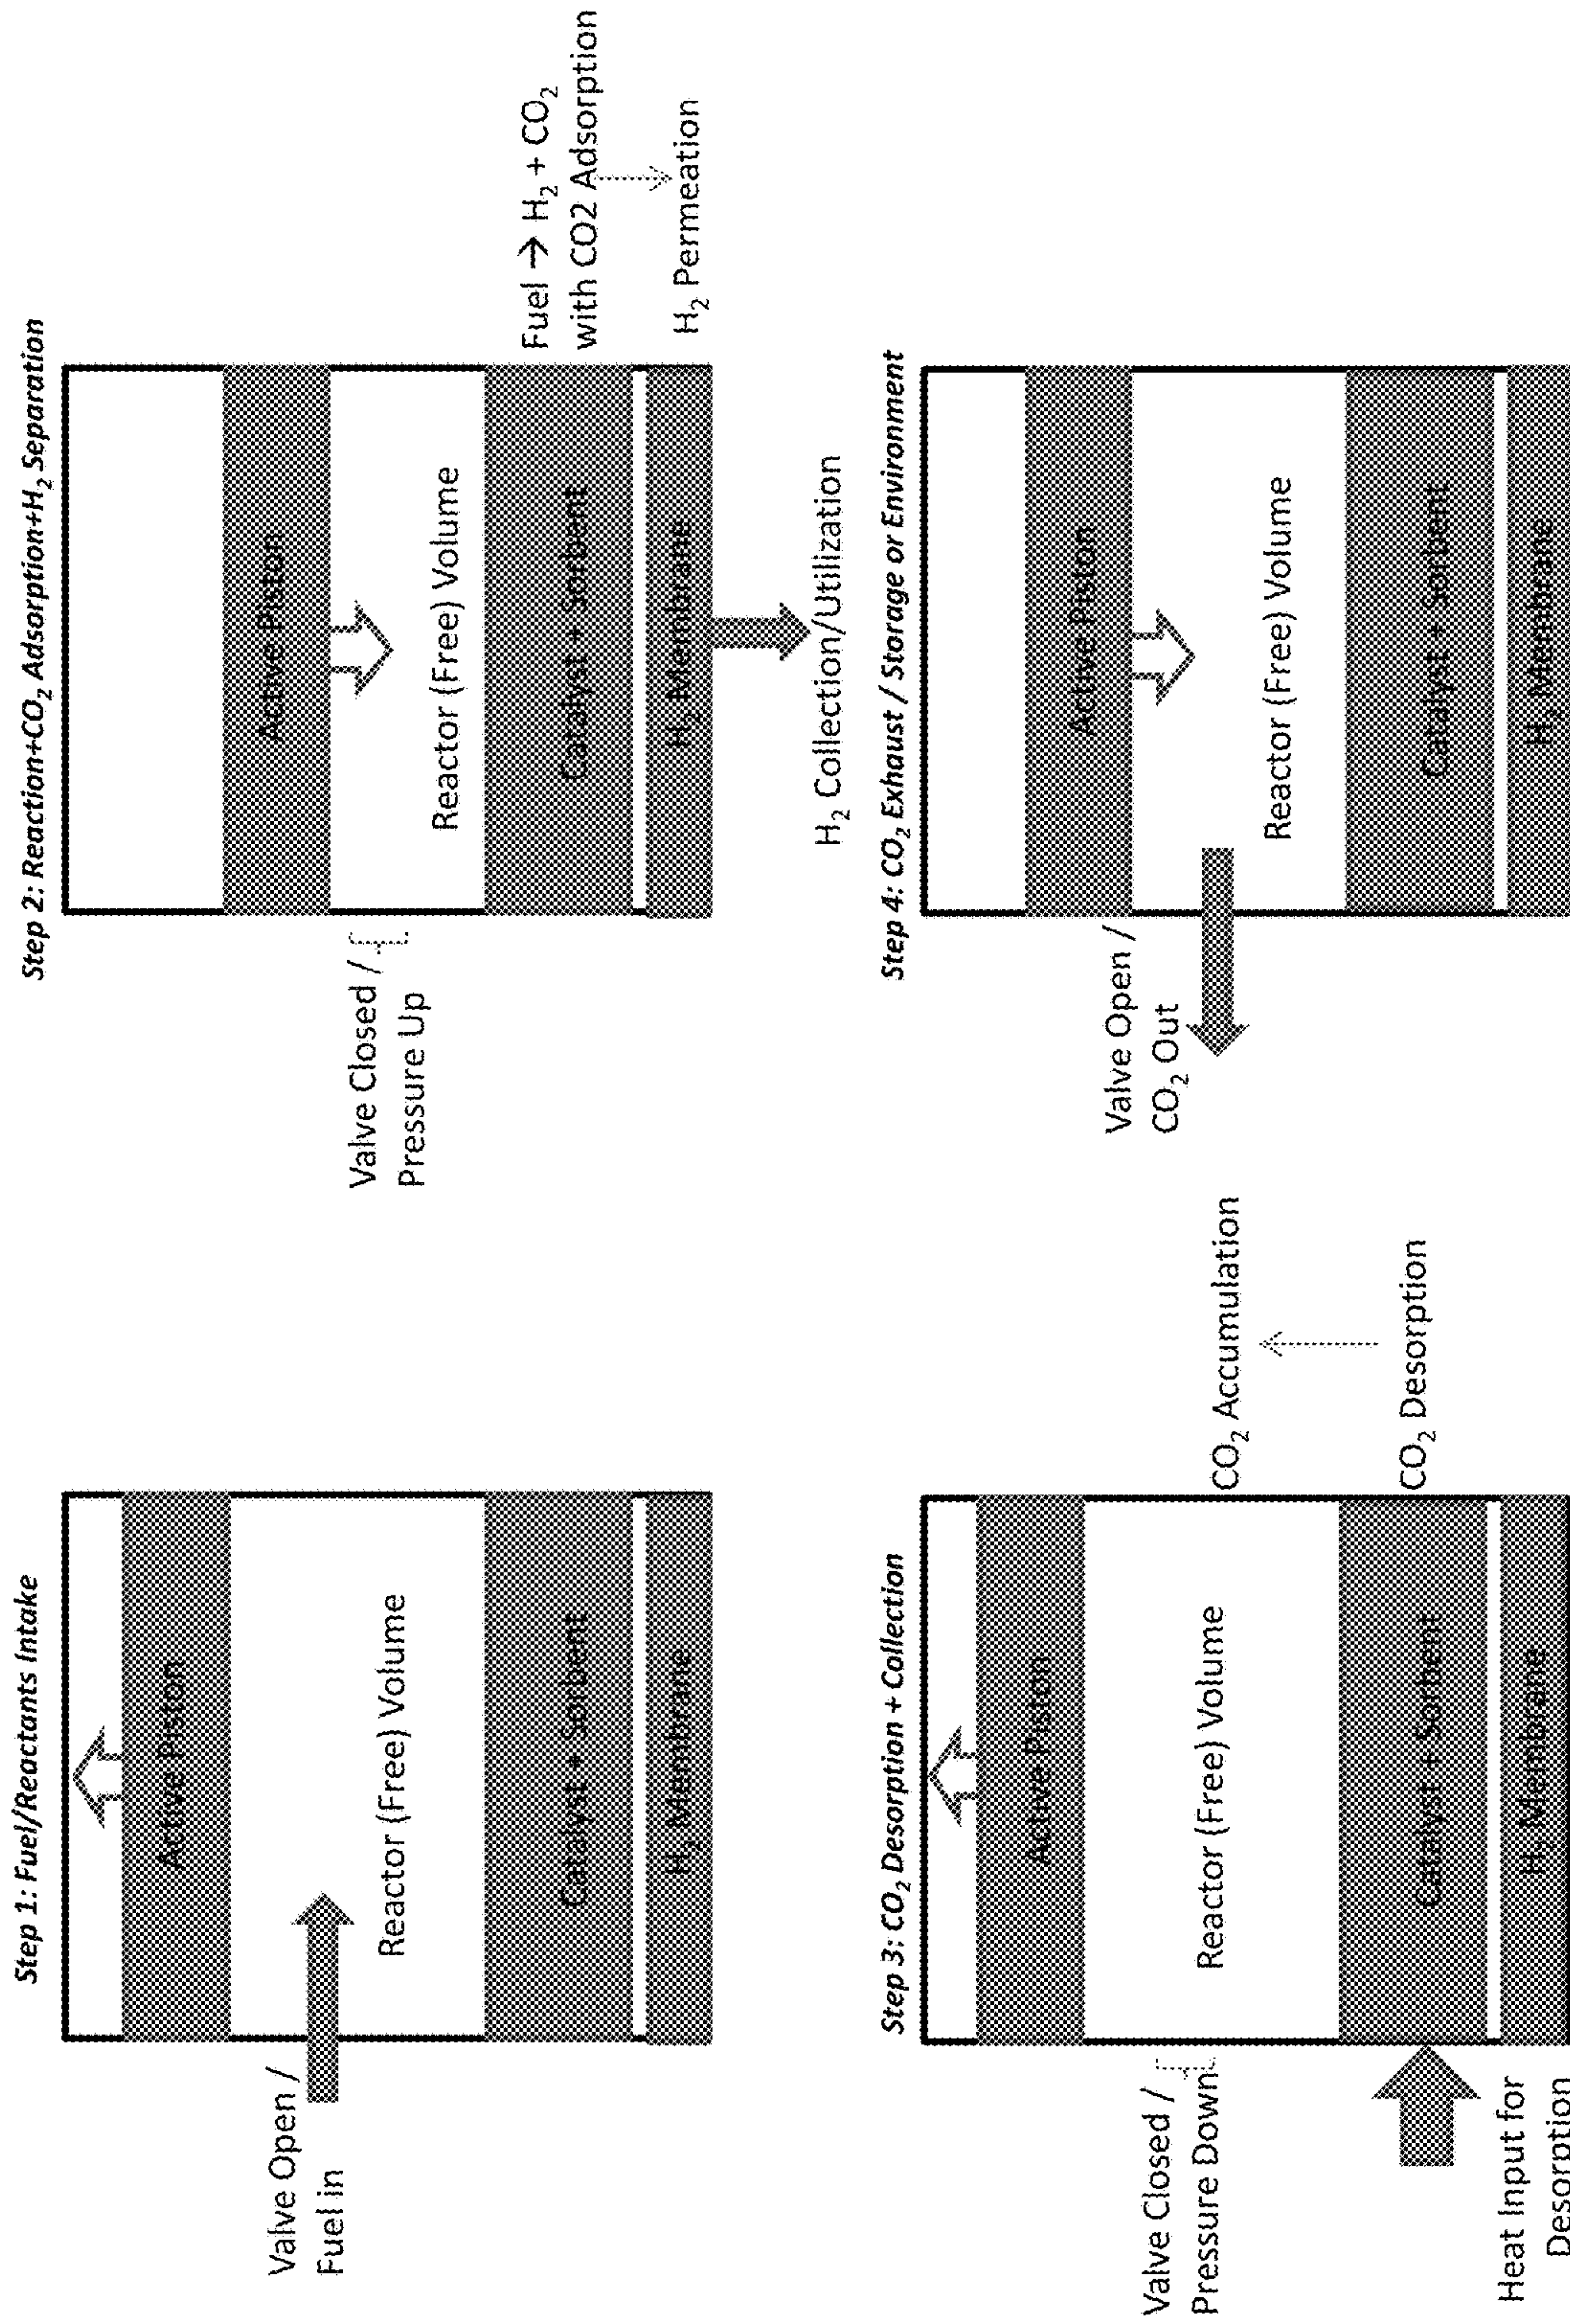 Step 1: Fuel/Reactants Intake
Valve Open /
Fuel in
Active Piston
Reactor (Free) Volume
Catalyst + Sorbent
H₂ Membrane
Step 2: Reaction+CO₂ Adsorption+H₂ Separation
Valve Closed /
Pressure Up
Active Piston
Reactor (Free) Volume
Catalyst + Sorbent
H₂ Membrane
Fuel → H₂ + CO₂
with CO2 Adsorption
H₂ Permeation
H₂ Collection/Utilization
Step 3: CO₂ Desorption + Collection
Valve Closed /
Pressure Down
Active Piston
Reactor (Free) Volume
Catalyst + Sorbent
H₂ Membrane
CO₂ Accumulation
CO₂ Desorption
Heat Input for
Desorption
Step 4: CO₂ Exhaust / Storage or Environment
Valve Open /
CO₂ Out
Active Piston
Reactor (Free) Volume
Catalyst + Sorbent
H₂ Membrane